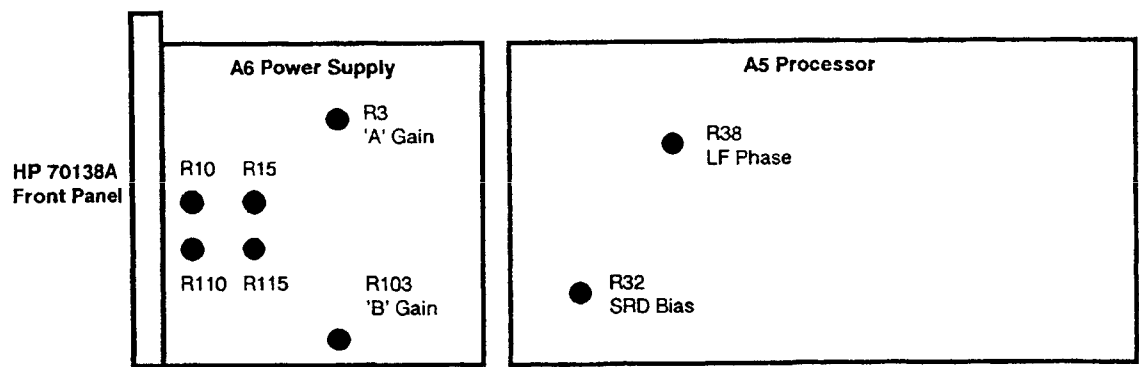 A6 Power Supply
A5 Processor
R3
'A' Gain
R38
LF Phase
HP 70138A
Front Panel
R10 R15
R110 R115
R103
'B' Gain
R32
SRD Bias